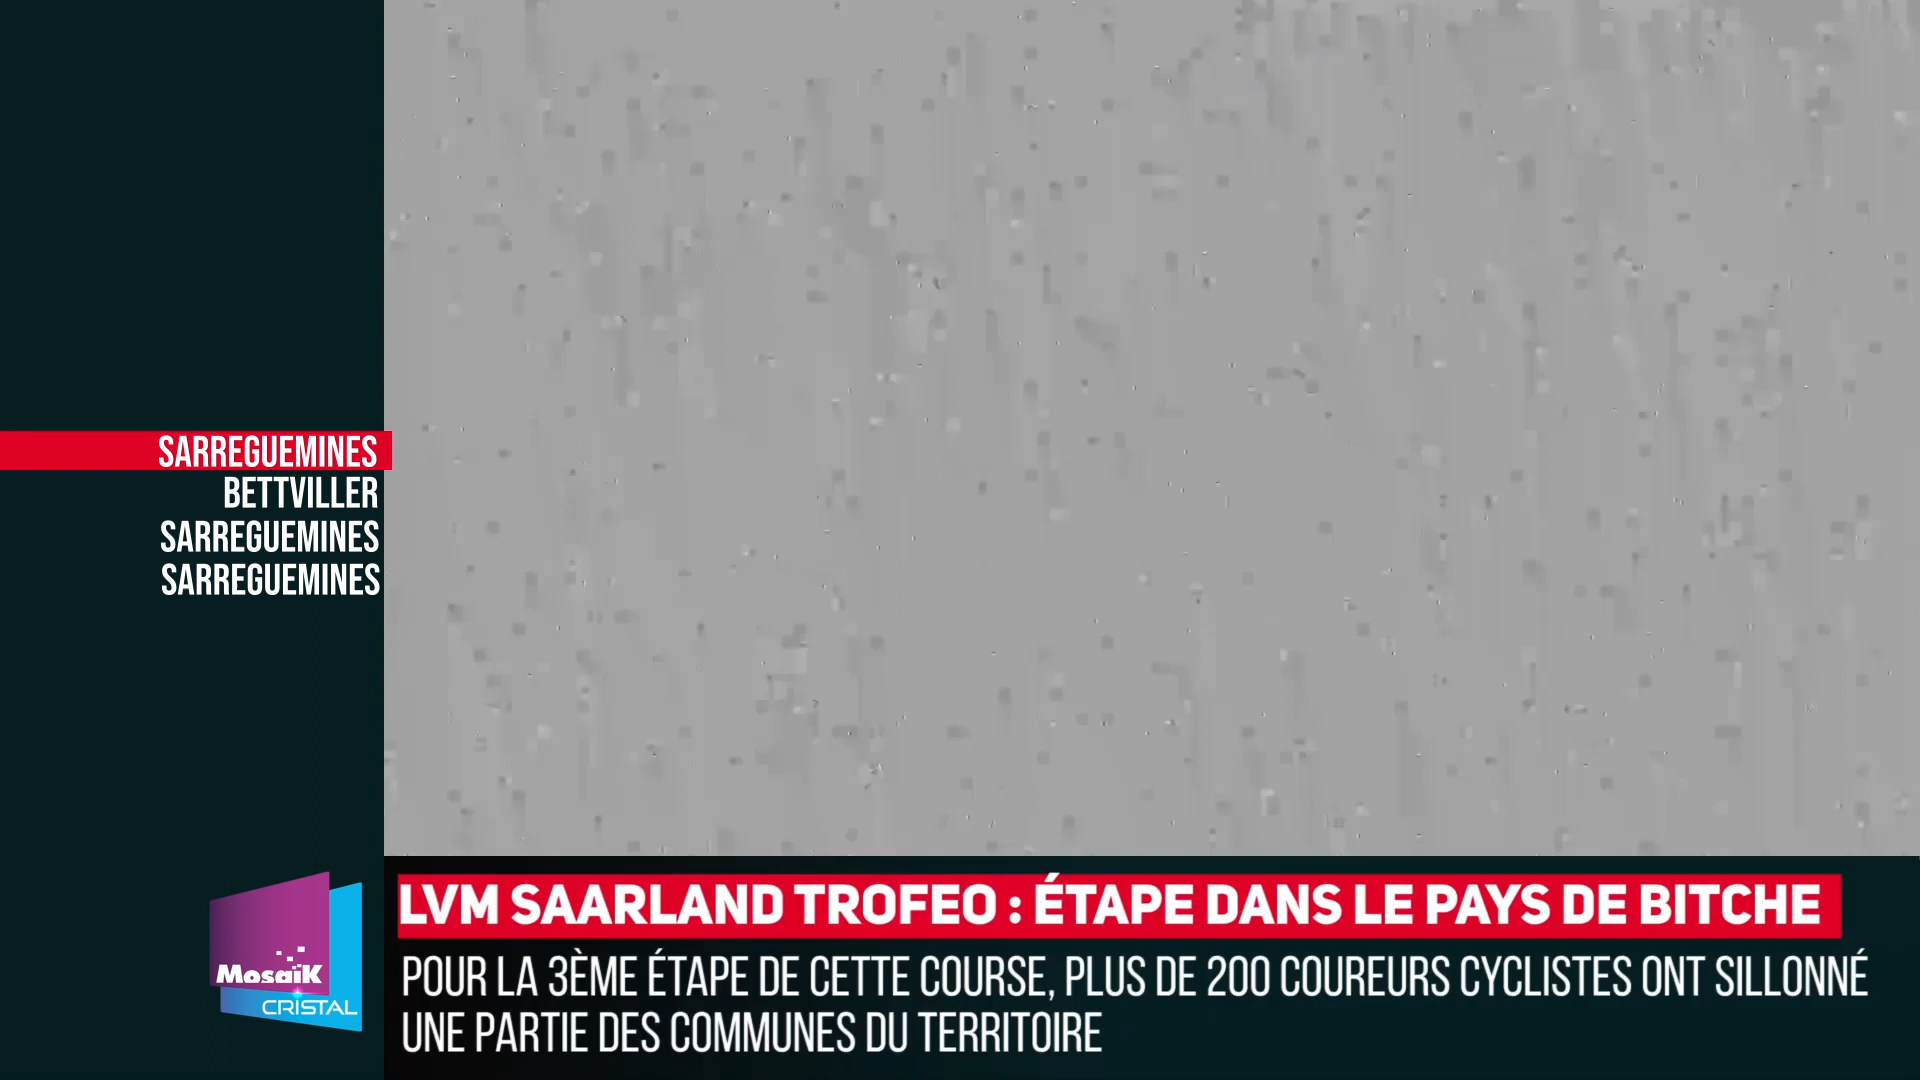 SARREGUEMINES
BETTVILLER
SARREGUEMINES
SARREGUEMINES
MosaïK
CRISTAL
LVM SAARLAND TROFEO : ÉTAPE DANS LE PAYS DE BITCHE
POUR LA 3ÈME ÉTAPE DE CETTE COURSE, PLUS DE 200 COUREURS CYCLISTES ONT SILLONNÉ
UNE PARTIE DES COMMUNES DU TERRITOIRE